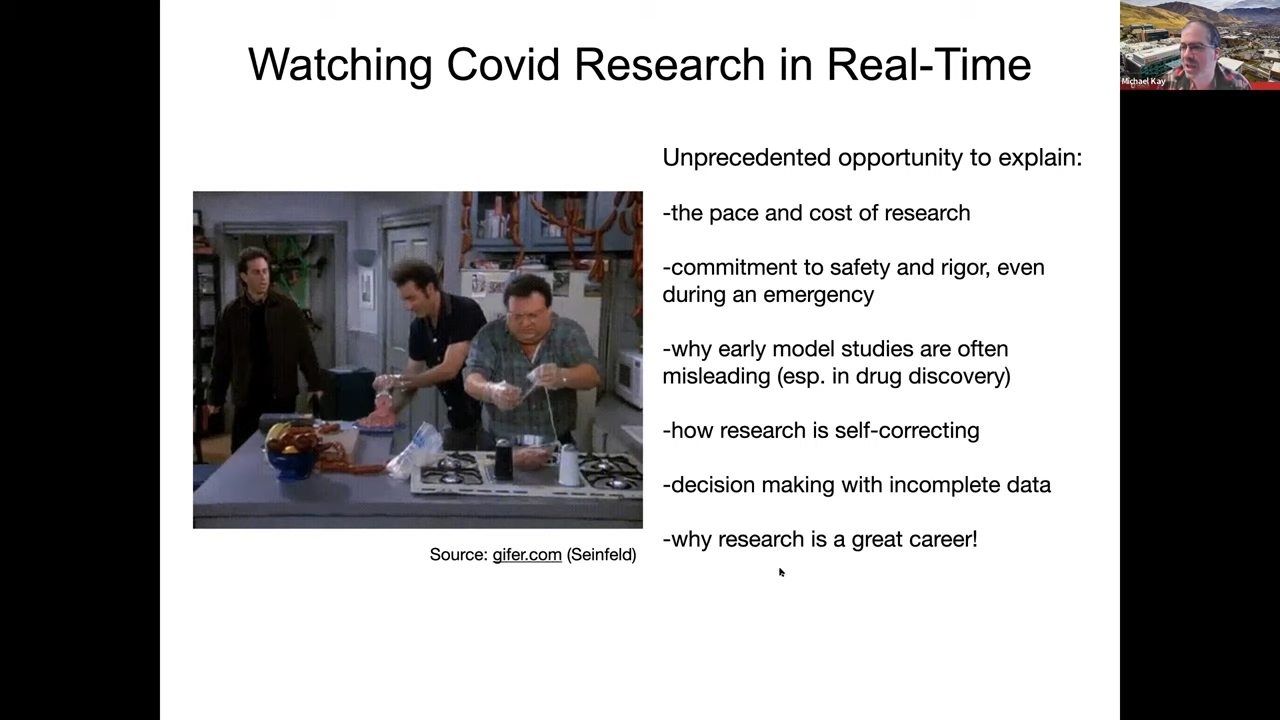 Watching Covid Research in Real-Time
Michael Kay
Unprecedented opportunity to explain:
-the pace and cost of research
-commitment to safety and rigor, even
during an emergency
-why early model studies are often
misleading (esp. in drug discovery)
-how research is self-correcting
-decision making with incomplete data
-why research is a great career!
Source: gifer.com (Seinfeld)